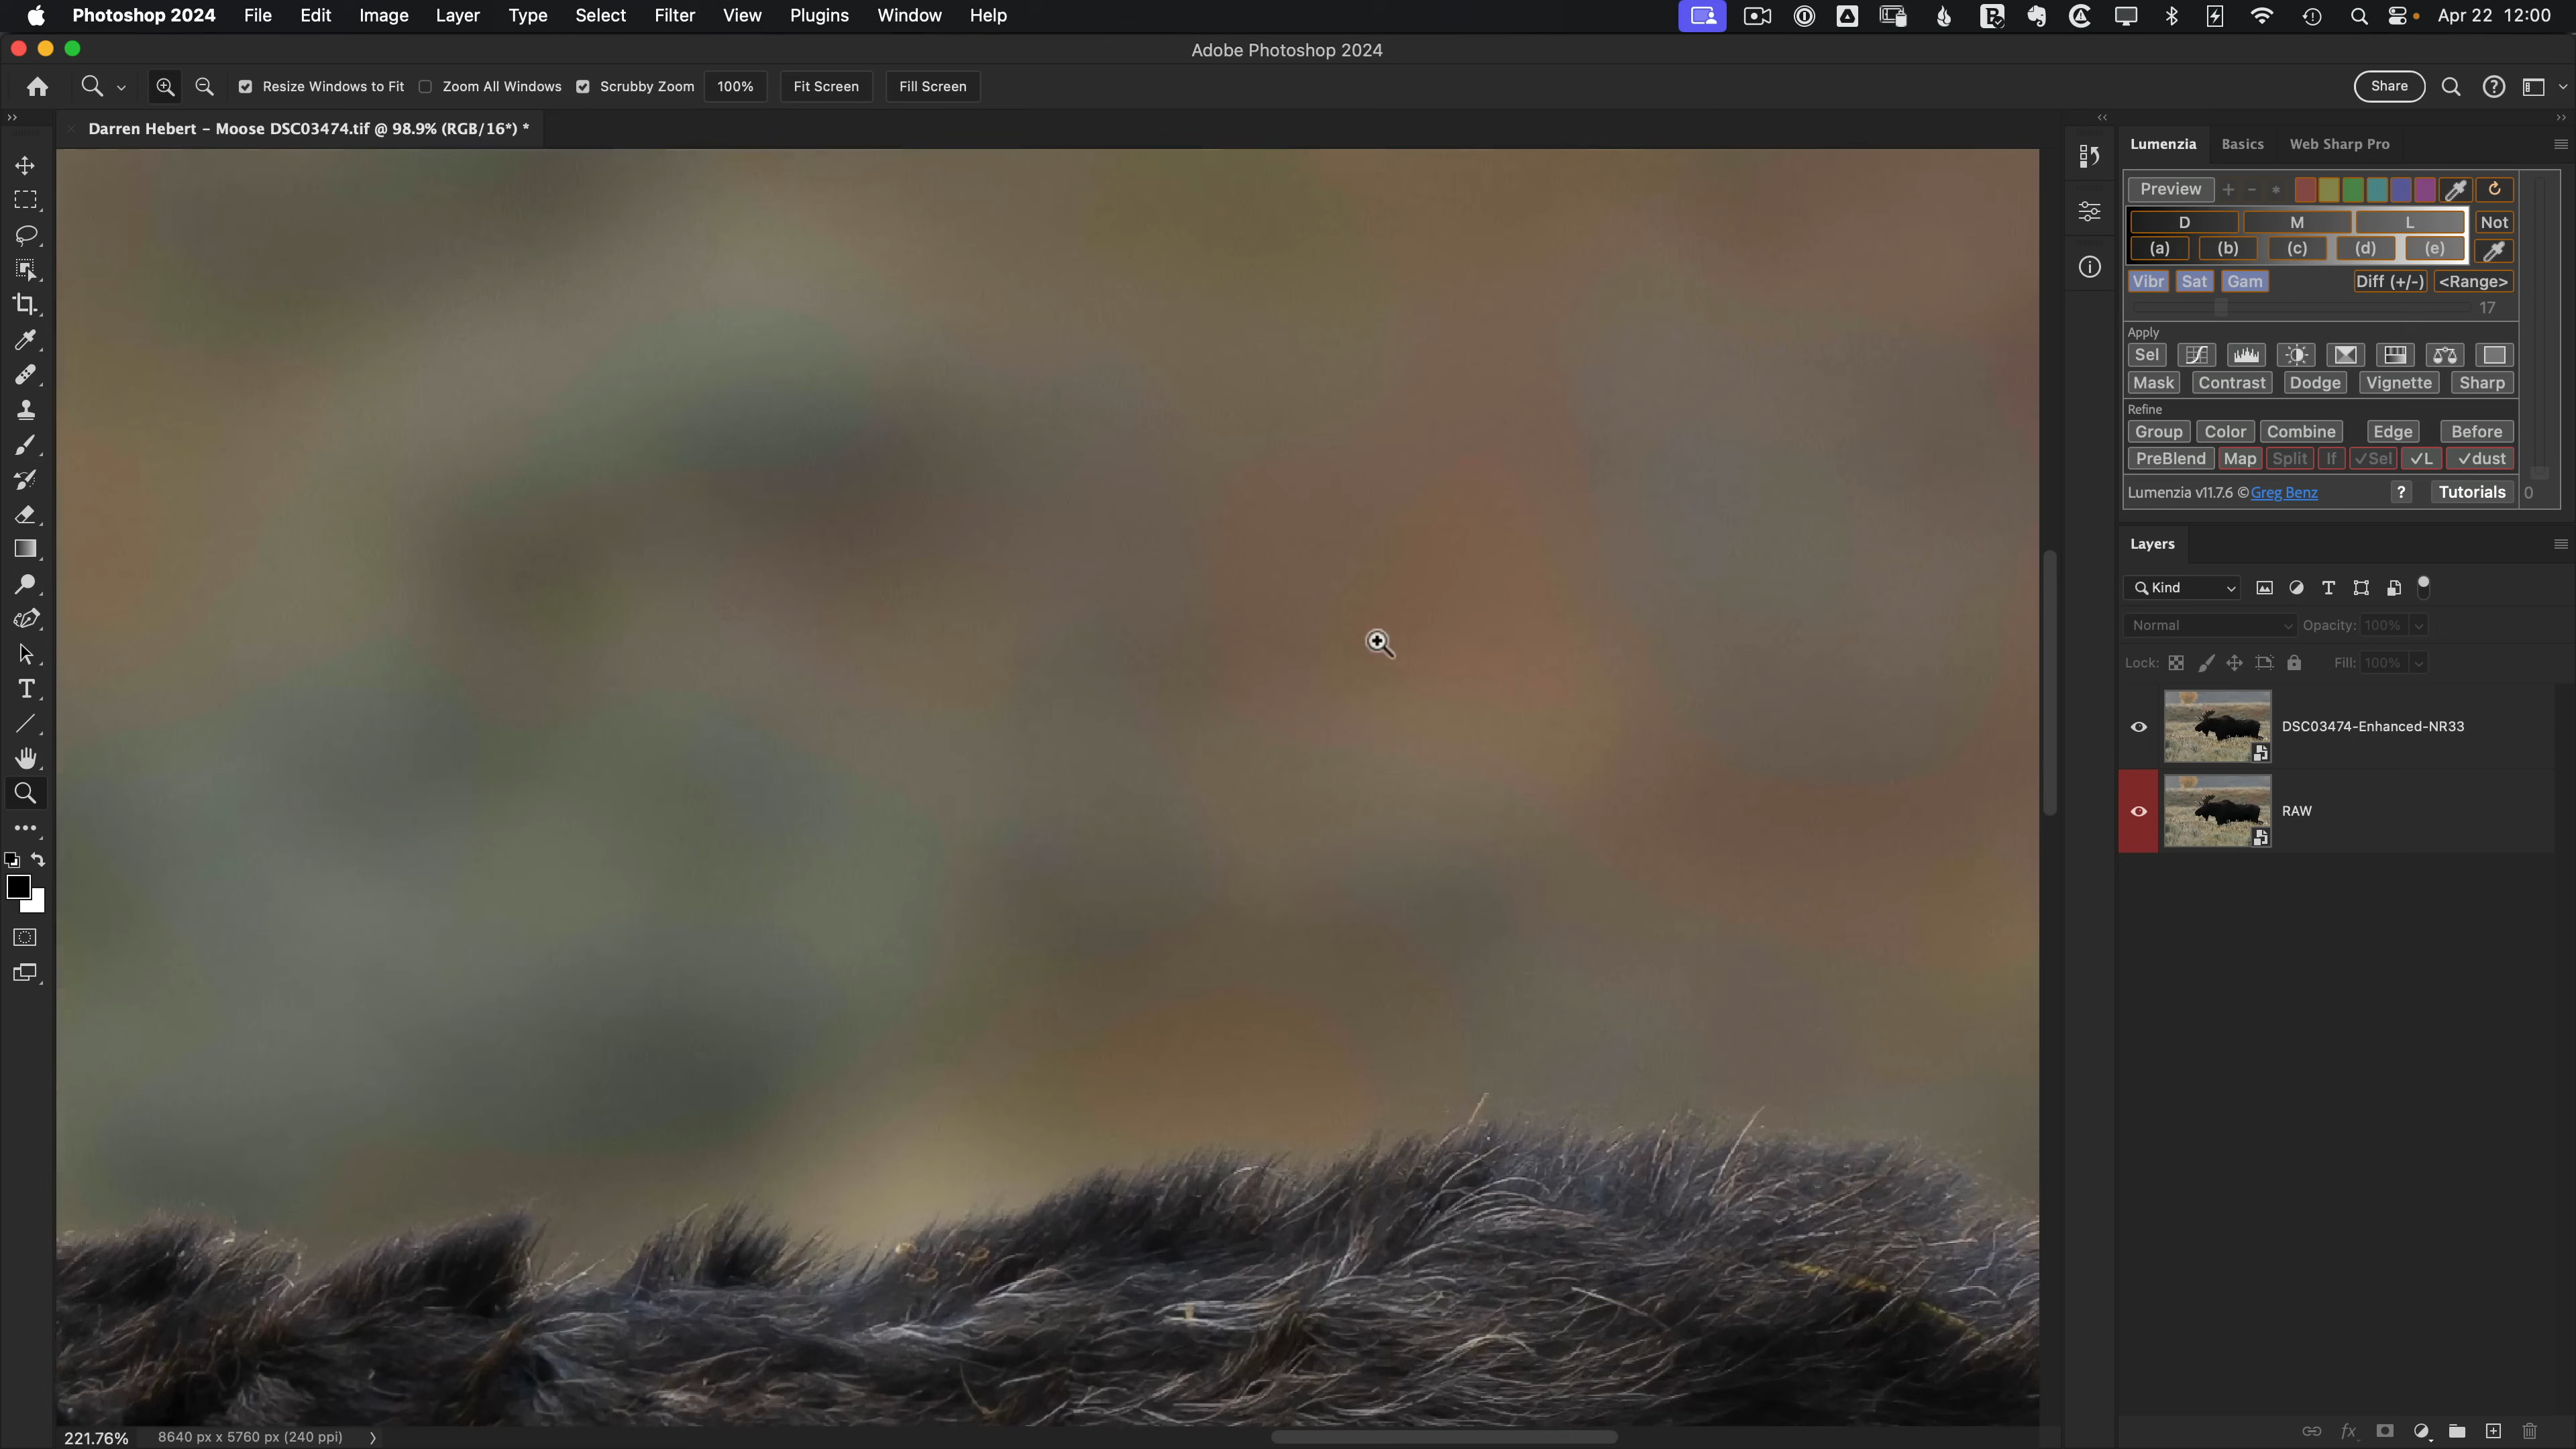 Photoshop 2024 File Edit Image Layer Type Select Filter View Plugins Window Help Apr 22 12:00
Adobe Photoshop 2024
Resize Windows to Fit Zoom All Windows Scrubby Zoom 100% Fit Screen Fill Screen Share
Darren Hebert – Moose DSC03474.tif @ 98.9% (RGB/16*) *
Lumenzia Basics Web Sharp Pro
Preview + - *
D M L Not
(a) (b) (c) (d) (e)
Vibr Sat Gam Diff (+/-) <Range>
17
Apply
Sel
Mask Contrast Dodge Vignette Sharp
Refine
Group Color Combine Edge Before
PreBlend Map Split If ✓Sel ✓L ✓dust
Lumenzia v11.7.6 © Greg Benz ? Tutorials 0
Layers
Kind
Normal Opacity: 100%
Lock: Fill: 100%
DSC03474-Enhanced-NR33
RAW
221.76% 8640 px x 5760 px (240 ppi)
fx